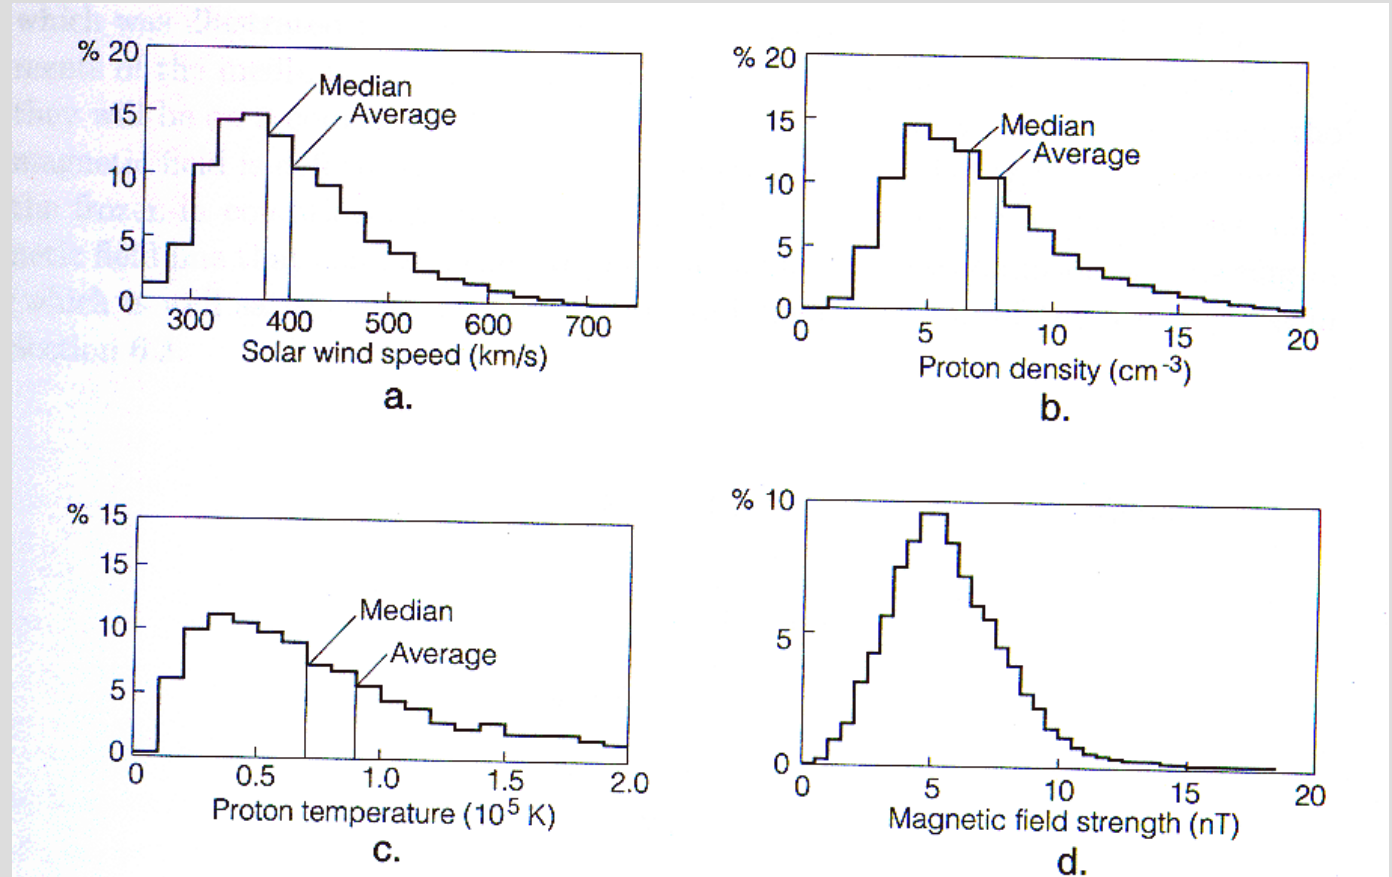 % 20
15
10
5
0
Median
Average
300 400 500 600 700
Solar wind speed (km/s)
a.
% 20
15
10
5
0
Median
Average
0 5 10 15 20
Proton density (cm⁻³)
b.
% 15
15
10
5
0
Median
Average
0 0.5 1.0 1.5 2.0
Proton temperature (10⁵ K)
c.
% 10
5
0
0 5 10 15 20
Magnetic field strength (nT)
d.